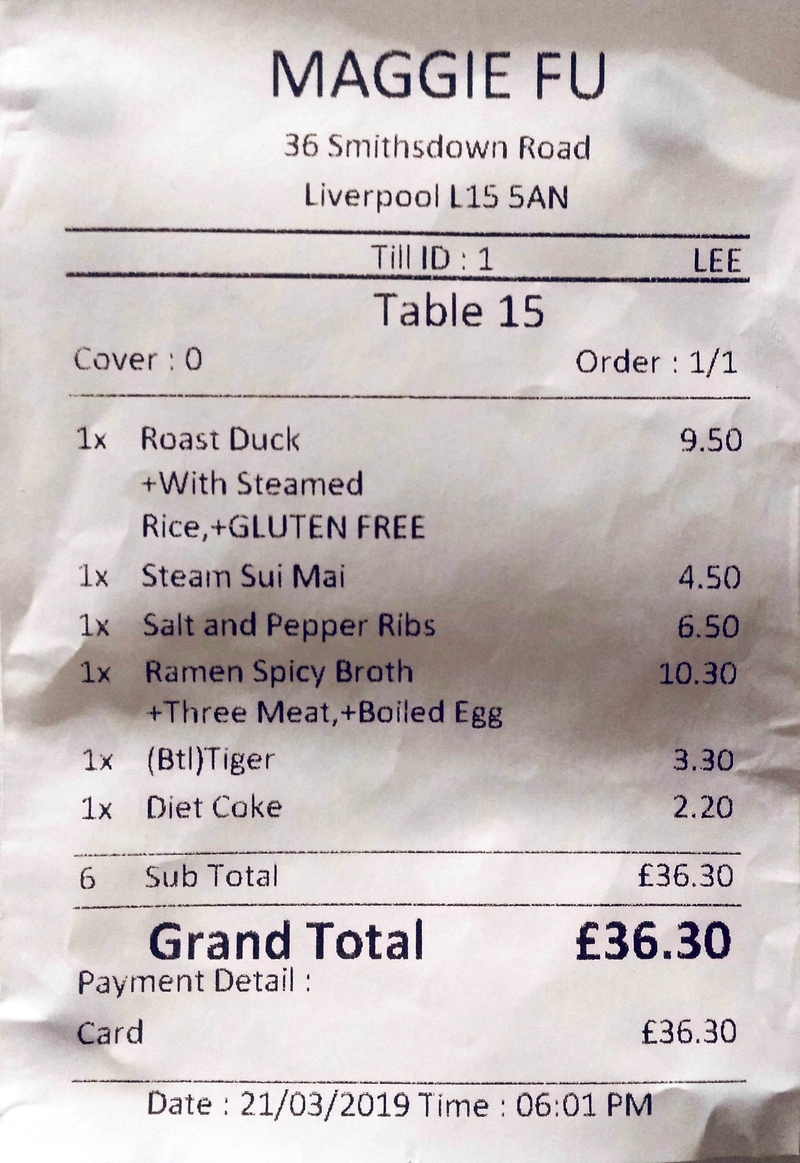 MAGGIE FU
36 Smithsdown Road
Liverpool L15 5AN
Till ID : 1 LEE
Table 15
Cover : 0 Order : 1/1
1x Roast Duck 9.50
+With Steamed
Rice,+GLUTEN FREE
1x Steam Sui Mai 4.50
1x Salt and Pepper Ribs 6.50
1x Ramen Spicy Broth 10.30
+Three Meat,+Boiled Egg
1x (Btl)Tiger 3.30
1x Diet Coke 2.20
6 Sub Total £36.30
Grand Total £36.30
Payment Detail :
Card £36.30
Date : 21/03/2019 Time : 06:01 PM